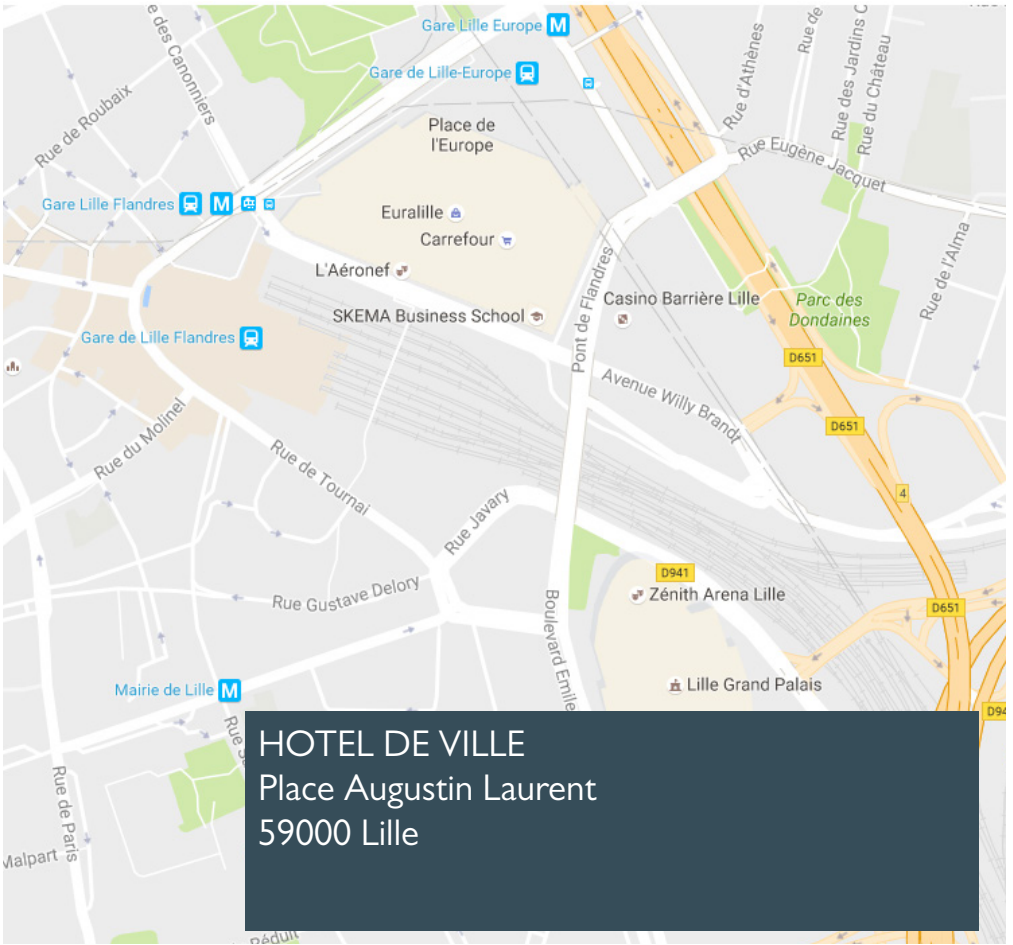 Gare Lille Europe M
e des Canonniers
Rue d'Athènes
Rue de
Rue des Jardins C
Rue du Château
Gare de Lille-Europe
Rue de Roubaix
Place de
l'Europe
Rue Eugène Jacquet
Gare Lille Flandres M
Euralille
Carrefour
Rue de l'Alma
L'Aéronef
Pont de Flandres
Casino Barrière Lille
Parc des
Dondaines
SKEMA Business School
Gare de Lille Flandres
D651
Avenue Willy Brandt
Rue du Molinel
D651
Rue de Tournai
4
Rue Javary
D941
Zénith Arena Lille
Rue Gustave Delory
D651
Boulevard Emile
Mairie de Lille M
Lille Grand Palais
D94
Rue S
HOTEL DE VILLE
Place Augustin Laurent
59000 Lille
Rue de Paris
Malpart
Réduit